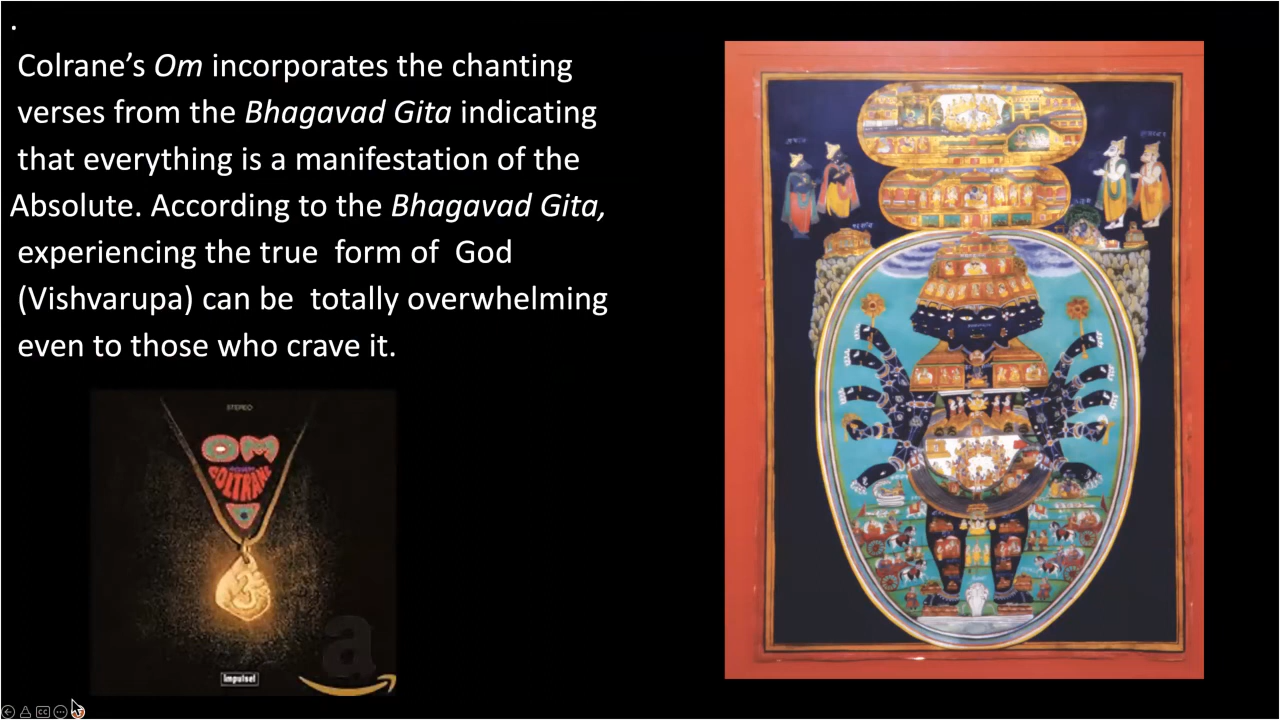 .
Colrane’s Om incorporates the chanting
verses from the Bhagavad Gita indicating
that everything is a manifestation of the
Absolute. According to the Bhagavad Gita,
experiencing the true form of God
(Vishvarupa) can be totally overwhelming
even to those who crave it.
STEREO
OM
COLTRANE
ॐ
impulse!
a
CC